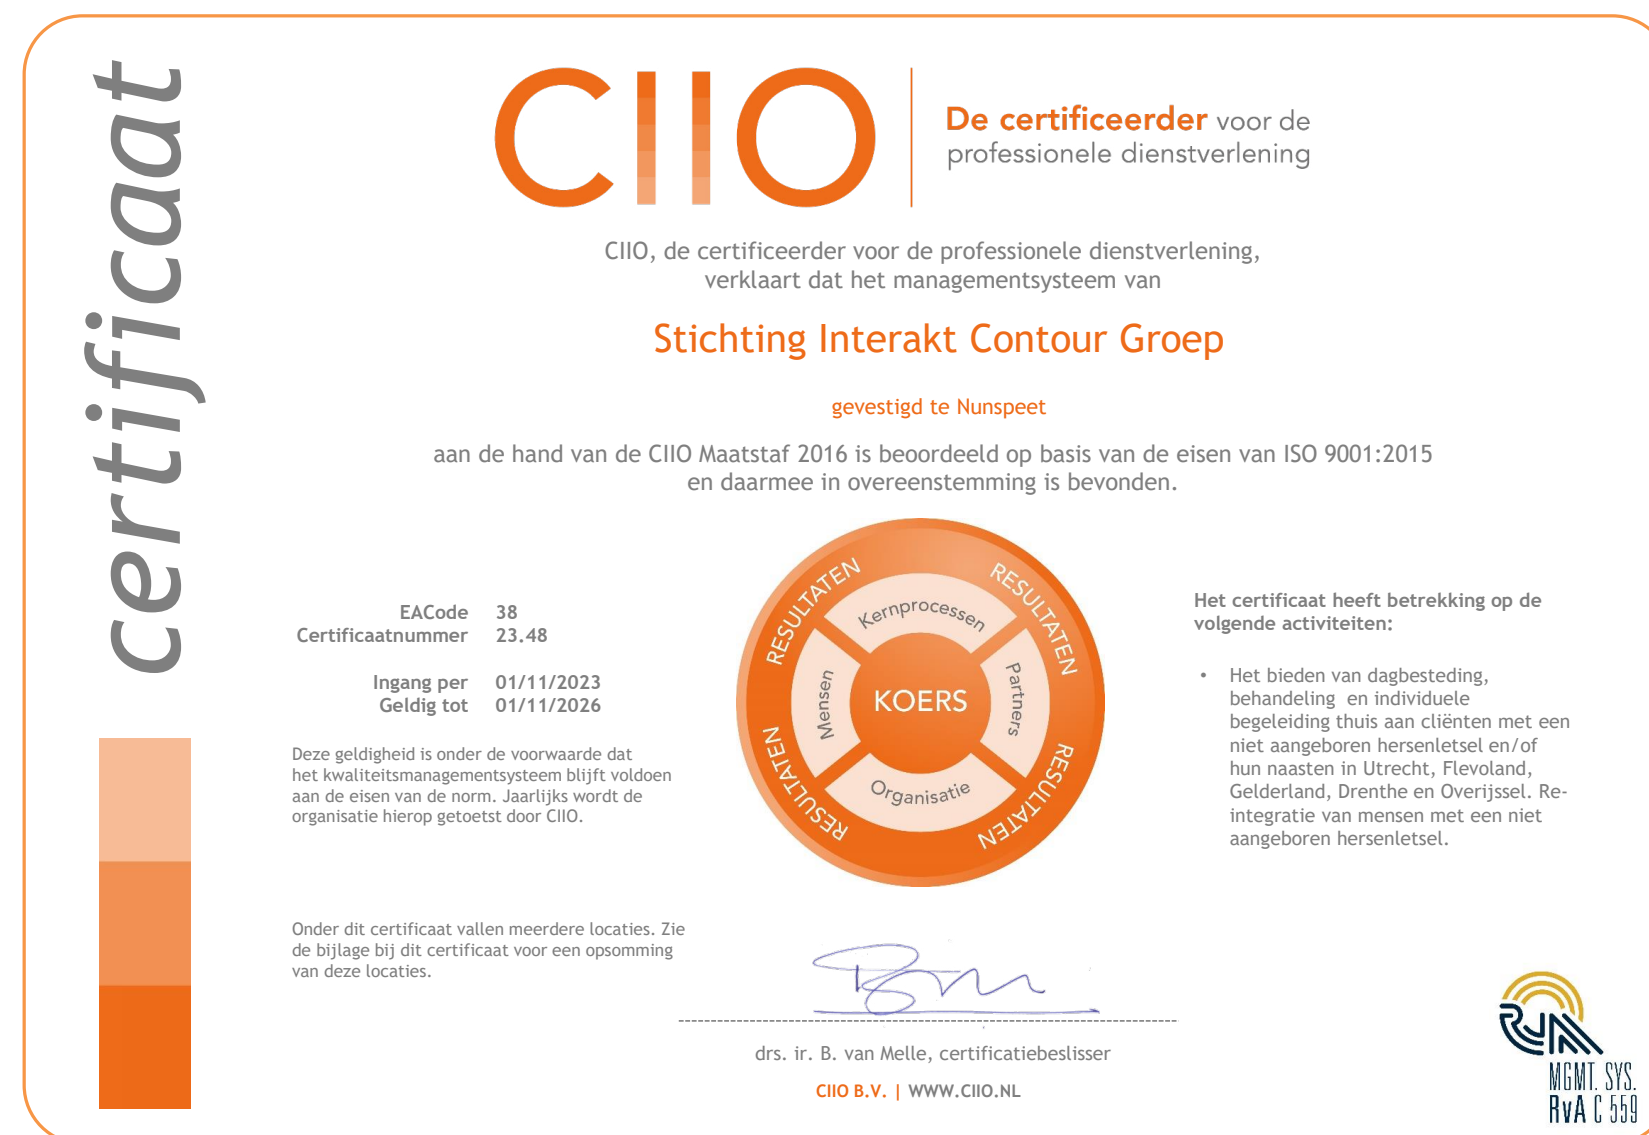 certificaat
CIIO
De certificeerder voor de
professionele dienstverlening
CIIO, de certificeerder voor de professionele dienstverlening,
verklaart dat het managementsysteem van
Stichting Interakt Contour Groep
gevestigd te Nunspeet
aan de hand van de CIIO Maatstaf 2016 is beoordeeld op basis van de eisen van ISO 9001:2015
en daarmee in overeenstemming is bevonden.
EACode 38
Certificaatnummer 23.48
Ingang per 01/11/2023
Geldig tot 01/11/2026
Deze geldigheid is onder de voorwaarde dat
het kwaliteitsmanagementsysteem blijft voldoen
aan de eisen van de norm. Jaarlijks wordt de
organisatie hierop getoetst door CIIO.
Onder dit certificaat vallen meerdere locaties. Zie
de bijlage bij dit certificaat voor een opsomming
van deze locaties.
RESULTATEN
RESULTATEN
Kernprocessen
Mensen
KOERS
Partners
Organisatie
RESULTATEN
RESULTATEN
Het certificaat heeft betrekking op de
volgende activiteiten:
• Het bieden van dagbesteding,
behandeling en individuele
begeleiding thuis aan cliënten met een
niet aangeboren hersenletsel en/of
hun naasten in Utrecht, Flevoland,
Gelderland, Drenthe en Overijssel. Re-
integratie van mensen met een niet
aangeboren hersenletsel.
drs. ir. B. van Melle, certificatiebeslisser
CIIO B.V. | WWW.CIIO.NL
RVA
MGMT. SYS.
RvA C 559